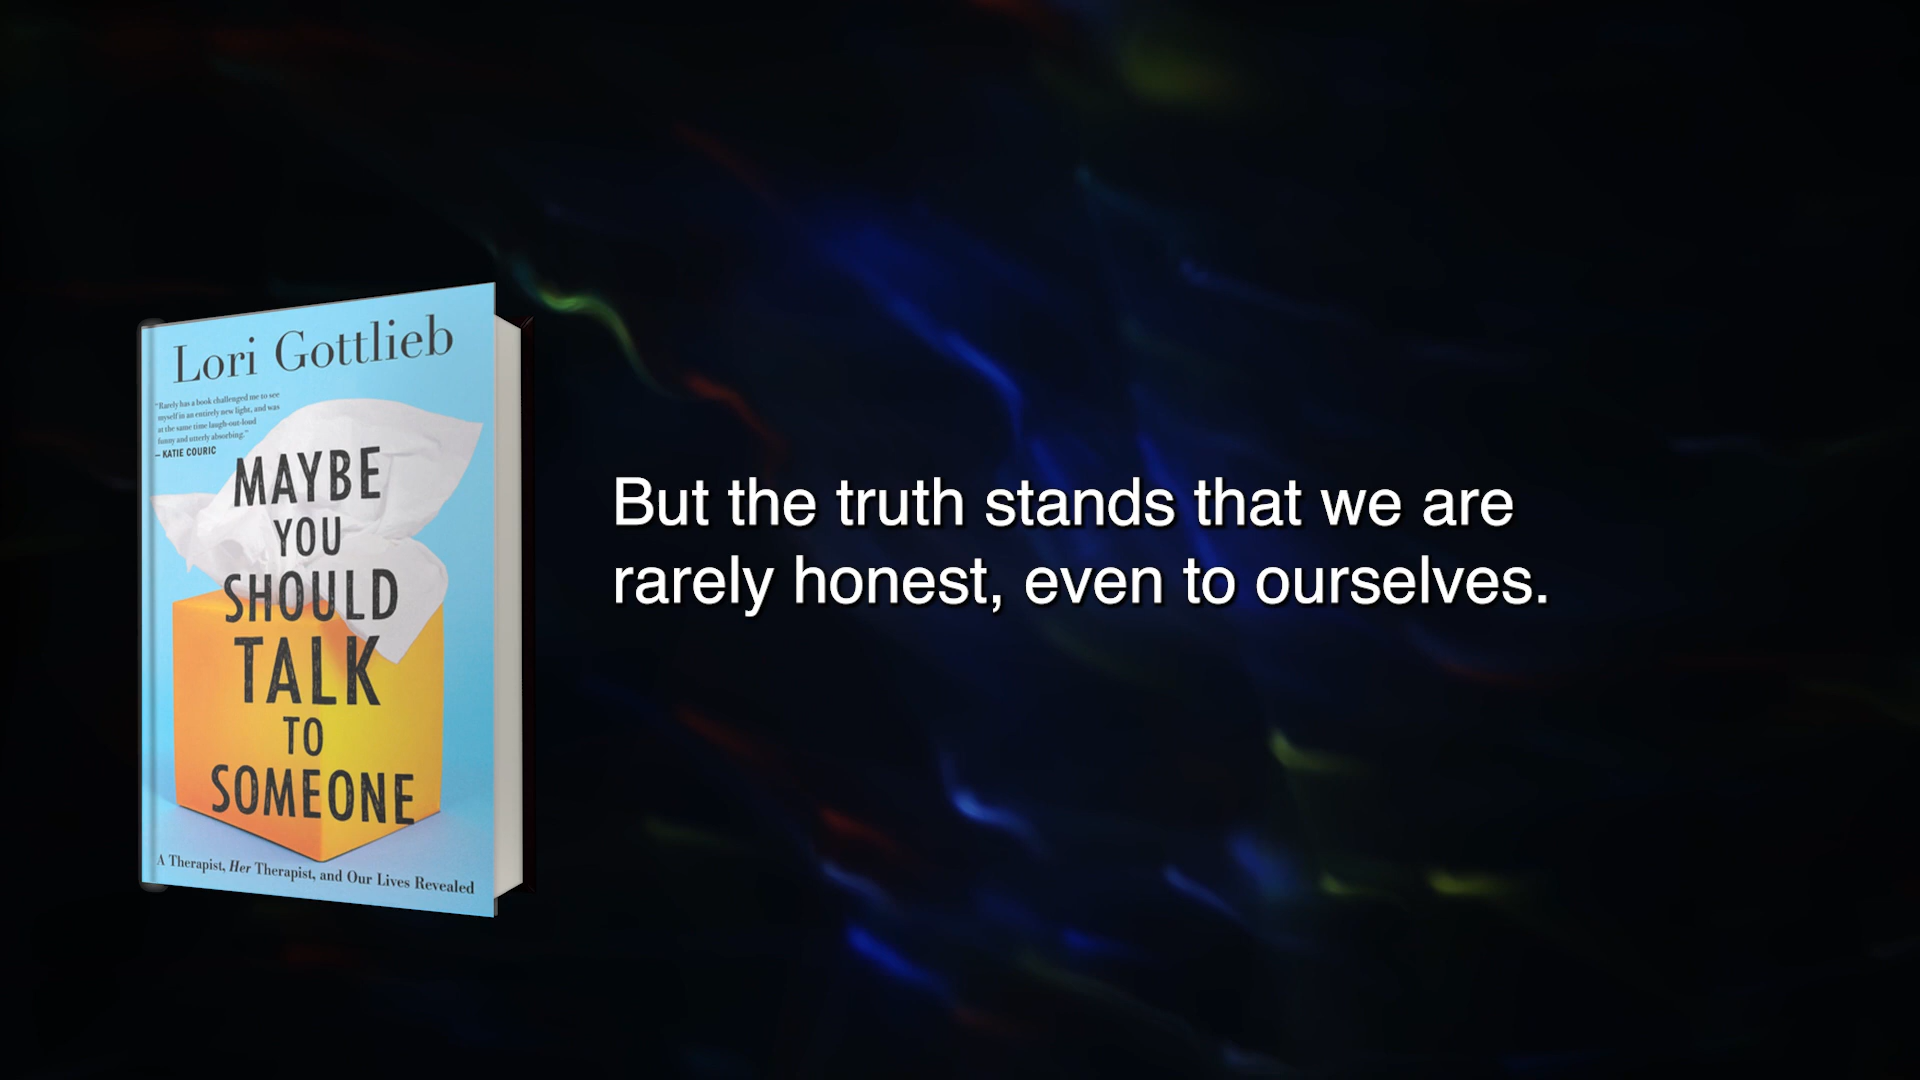 Lori Gottlieb
"Rarely has a book challenged me to see
myself in an entirely new light, and was
at the same time laugh-out-loud
funny and utterly absorbing."
— KATIE COURIC
MAYBE
YOU
SHOULD
TALK
TO
SOMEONE
A Therapist, Her Therapist, and Our Lives Revealed
But the truth stands that we are
rarely honest, even to ourselves.